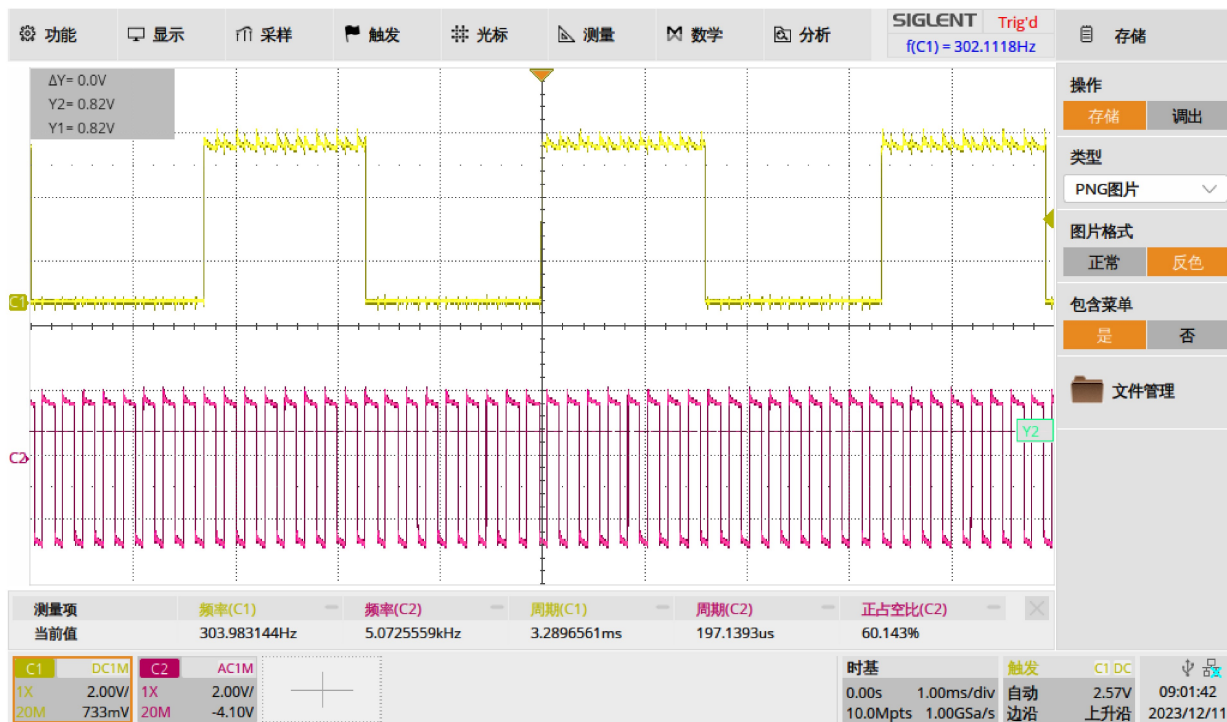 功能 显示 采样 触发 光标 测量 数学 分析 SIGLENT Trig'd 存储
f(C1) = 302.1118Hz
ΔY= 0.0V
Y2= 0.82V
Y1= 0.82V
操作
存储 调出
类型
PNG图片
图片格式
正常 反色
包含菜单
是 否
文件管理
C1
C2
Y2
测量项 频率(C1) 频率(C2) 周期(C1) 周期(C2) 正占空比(C2)
当前值 303.983144Hz 5.0725559kHz 3.2896561ms 197.1393us 60.143%
C1 DC1M C2 AC1M 时基 触发 C1 DC
1X 2.00V/ 1X 2.00V/ 0.00s 1.00ms/div 自动 2.57V 09:01:42
20M 733mV 20M -4.10V 10.0Mpts 1.00GSa/s 边沿 上升沿 2023/12/11